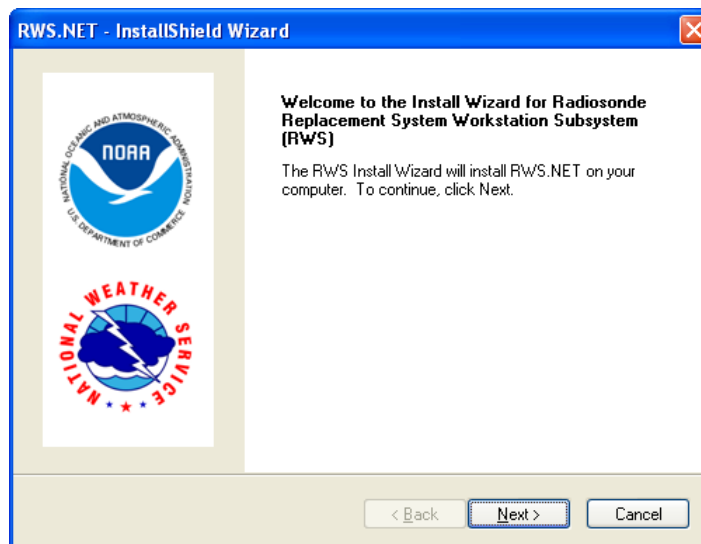 RWS.NET - InstallShield Wizard
NATIONAL OCEANIC AND ATMOSPHERIC ADMINISTRATION
NOAA
U.S. DEPARTMENT OF COMMERCE
NATIONAL WEATHER SERVICE
Welcome to the Install Wizard for Radiosonde
Replacement System Workstation Subsystem
(RWS)
The RWS Install Wizard will install RWS.NET on your
computer. To continue, click Next.
< Back
Next >
Cancel